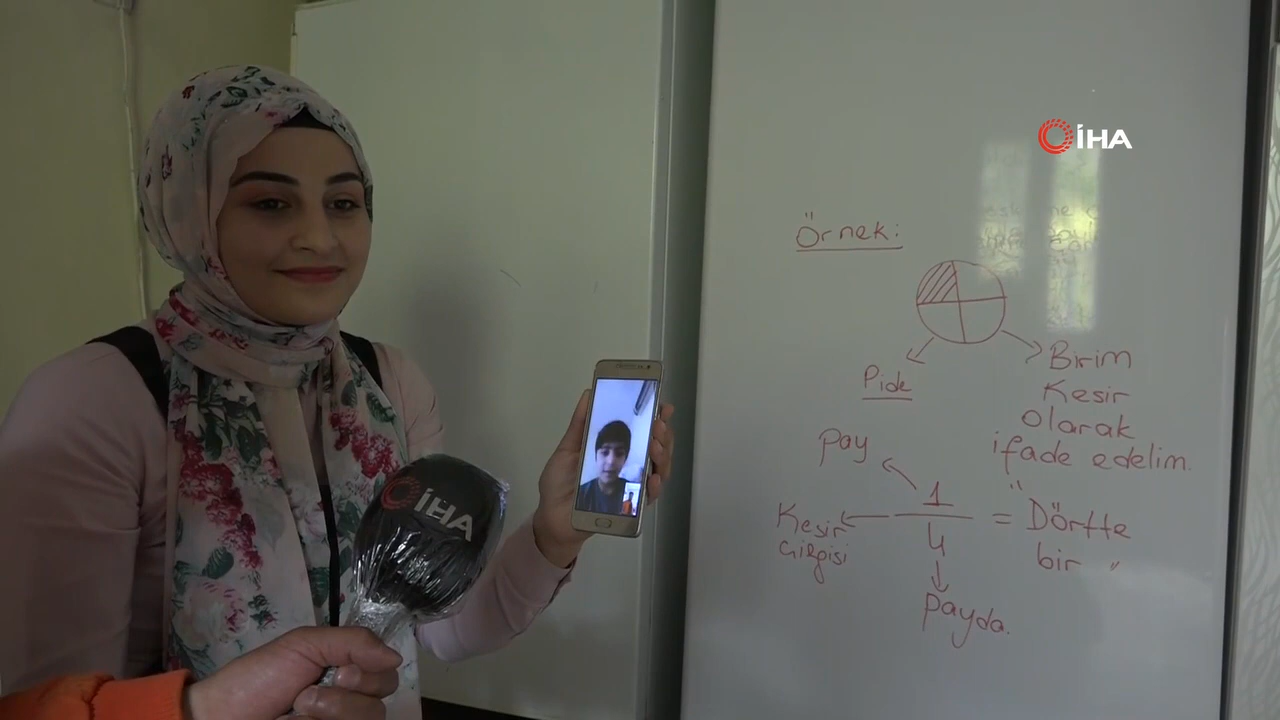 İHA
Örnek:
Pide
Birim
Kesir
olarak
ifade edelim.
pay
1
4
= "Dörtte
bir"
Kesir
Çizgisi
payda.
İHA